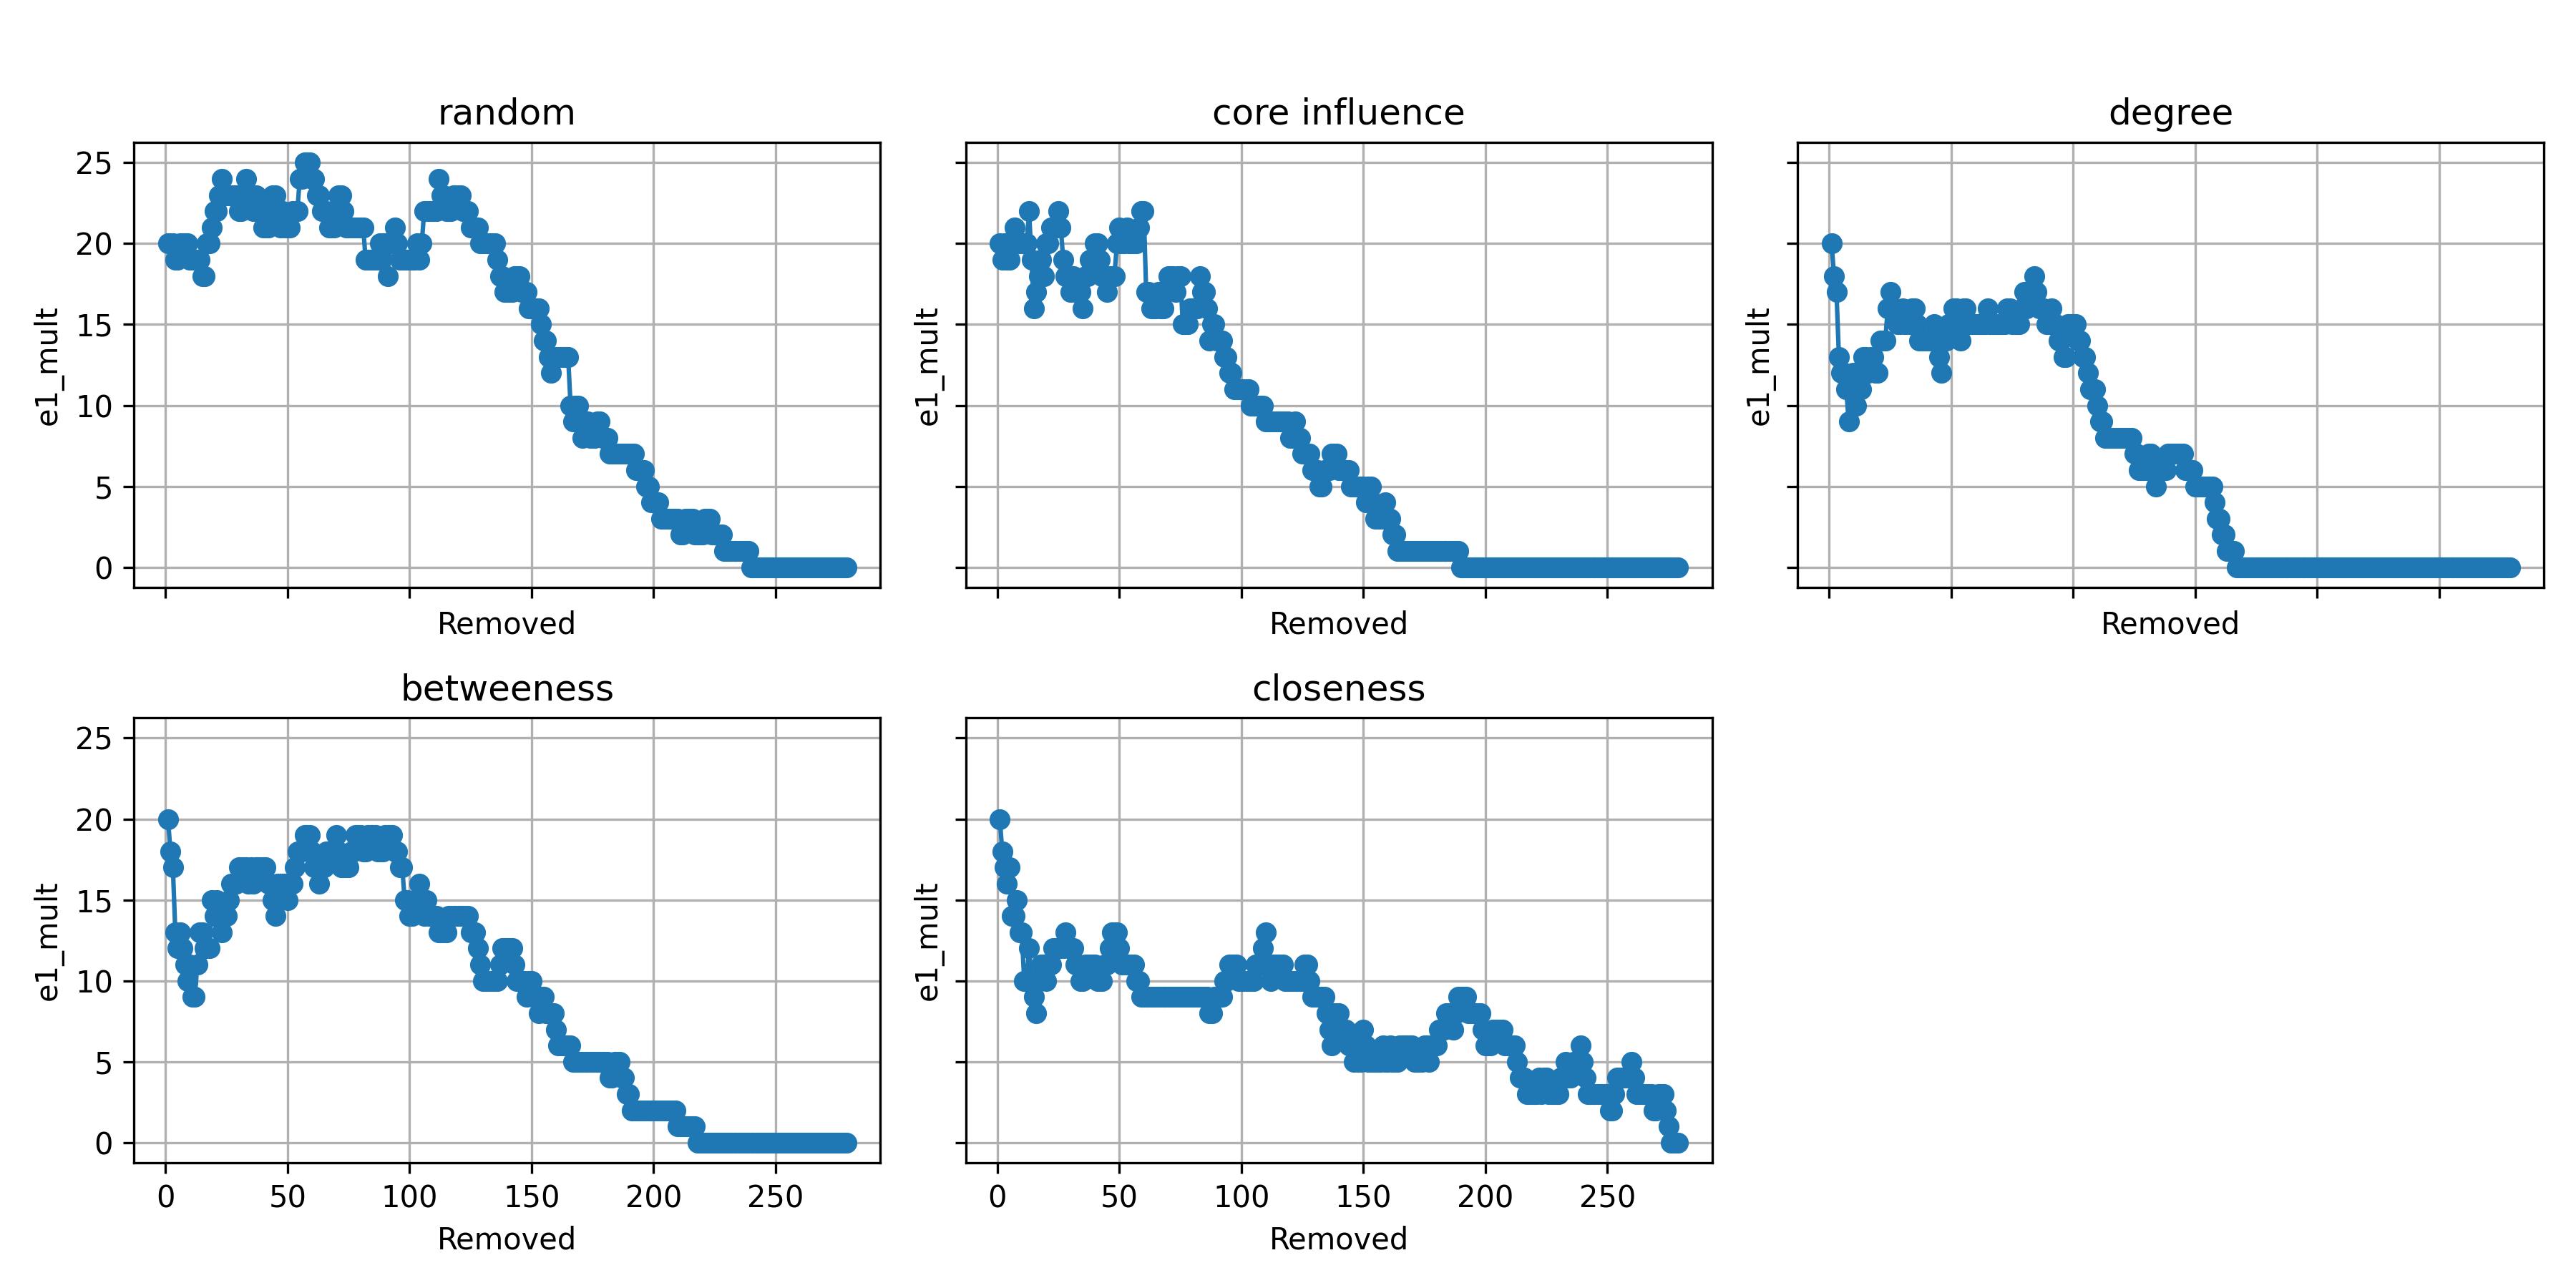 random
core influence
degree
25
20
15
10
5
0
e1_mult
e1_mult
e1_mult
Removed
Removed
Removed
betweeness
closeness
25
20
15
10
5
0
e1_mult
e1_mult
0 50 100 150 200 250
0 50 100 150 200 250
Removed
Removed